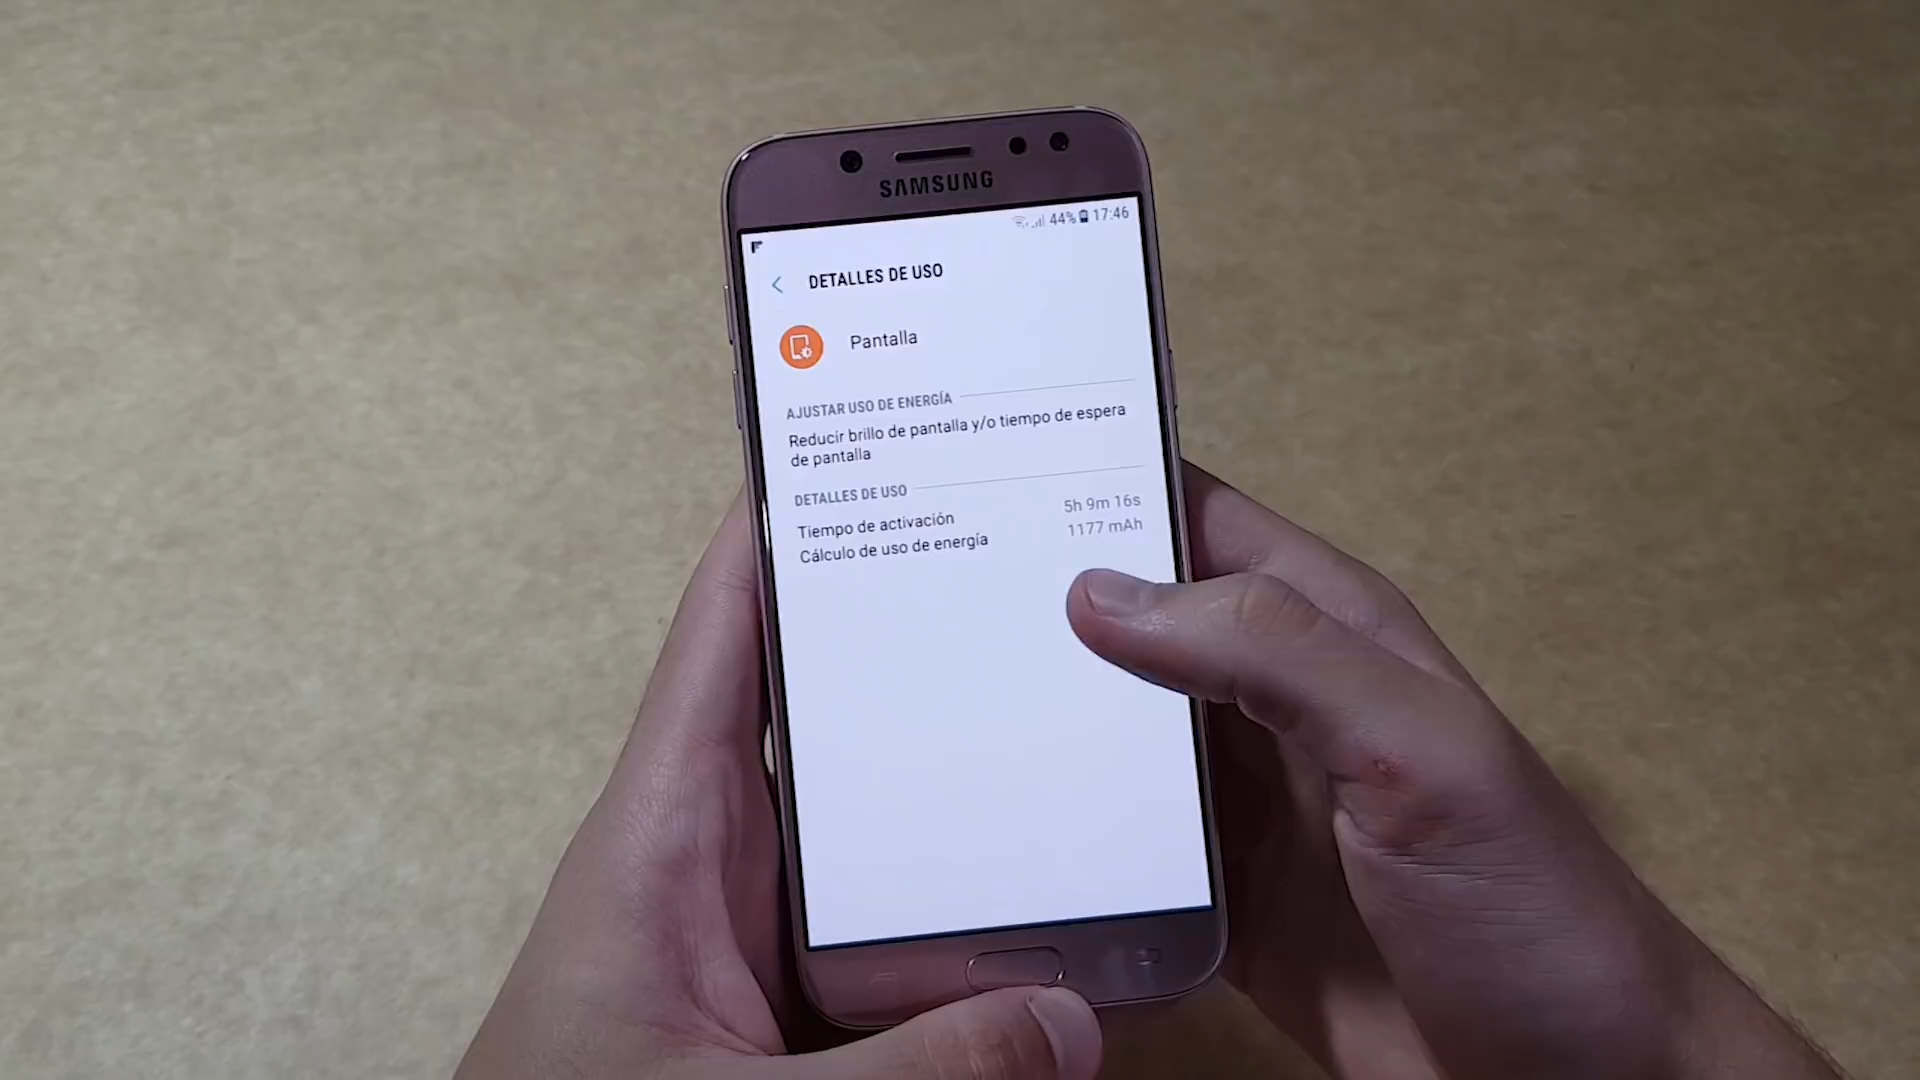 SAMSUNG
44% 17:46
DETALLES DE USO
Pantalla
AJUSTAR USO DE ENERGÍA
Reducir brillo de pantalla y/o tiempo de espera
de pantalla
DETALLES DE USO
Tiempo de activación 5h 9m 16s
Cálculo de uso de energía 1177 mAh